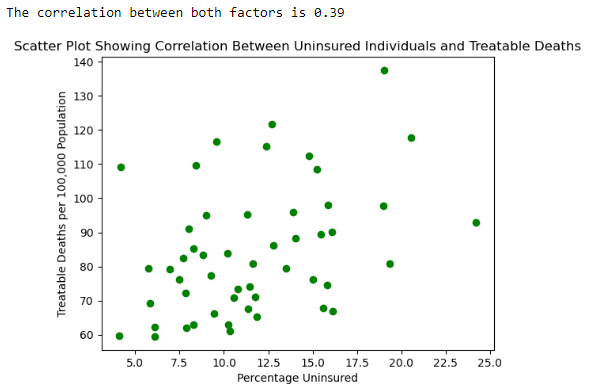 The correlation between both factors is 0.39
Scatter Plot Showing Correlation Between Uninsured Individuals and Treatable Deaths
Treatable Deaths per 100,000 Population
140
130
120
110
100
90
80
70
60
5.0 7.5 10.0 12.5 15.0 17.5 20.0 22.5 25.0
Percentage Uninsured